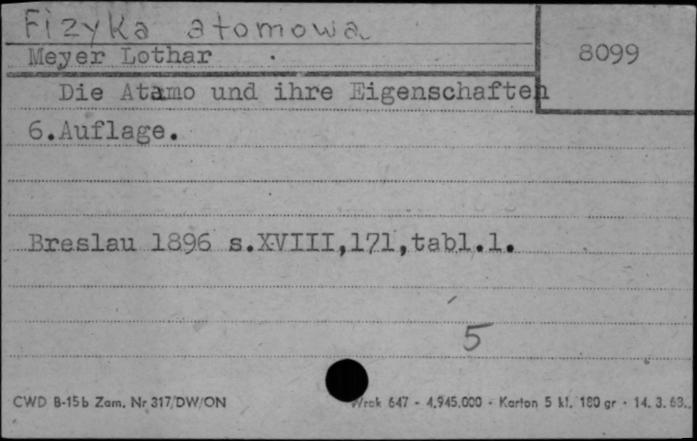 Fizyka atomowa
Meyer Lothar
8099
Die Atamo und ihre Eigenschaften
6.Auflage.
Breslau 1896 s.XVIII,171,tabl.1.
5
CWD B-15b Zam. Nr 317/DW/ON
647 - 4.945.000 - Karton 5 kl. 180 gr - 14. 3. 63.